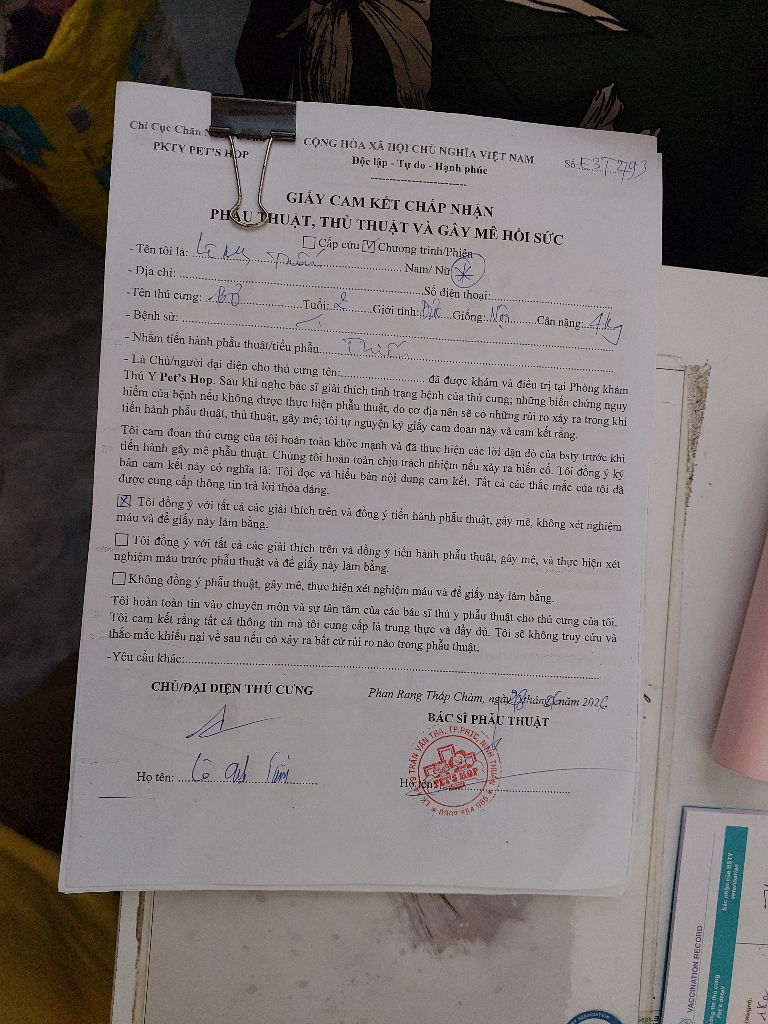 Chi Cục Chăn
CỘNG HÒA XÃ HỘI CHỦ NGHĨA VIỆT NAM
PKTY PET'S HOP
Độc lập - Tự do - Hạnh phúc
Số E3T2793
GIẤY CAM KẾT CHẤP NHẬN
PHẪU THUẬT, THỦ THUẬT VÀ GÂY MÊ HỒI SỨC
Cấp cứu Chương trình/Phiên
- Tên tôi là: Nam/ Nữ
- Địa chỉ: Số điện thoại:
-Tên thú cưng: Tuổi: 2 Giới tính: Đực Giống: Nội Cân nặng: 4kg
- Bệnh sử:
- Nhằm tiến hành phẫu thuật/tiểu phẫu Thiến
- Là Chủ/người đại diện cho thú cưng tên: đã được khám và điều trị tại Phòng khám
Thú Y Pet's Hop. Sau khi nghe bác sĩ giải thích tình trạng bệnh của thú cưng; những biến chứng nguy
hiểm của bệnh nếu không được thực hiện phẫu thuật, do cơ địa nên sẽ có những rủi ro xảy ra trong khi
tiến hành phẫu thuật, thủ thuật, gây mê; tôi tự nguyện ký giấy cam đoan này và cam kết rằng.
Tôi cam đoan thú cưng của tôi hoàn toàn khỏe mạnh và đã thực hiện các lời dặn dò của bsty trước khi
tiến hành gây mê phẫu thuật. Chúng tôi hoàn toàn chịu trách nhiệm nếu xảy ra biến cố. Tôi đồng ý ký
bản cam kết này có nghĩa là; Tôi đọc và hiểu bản nội dung cam kết. Tất cả các thắc mắc của tôi đã
được cung cấp thông tin trả lời thỏa đáng.
Tôi đồng ý với tất cả các giải thích trên và đồng ý tiến hành phẫu thuật, gây mê, không xét nghiệm
máu và để giấy này làm bằng.
Tôi đồng ý với tất cả các giải thích trên và đồng ý tiến hành phẫu thuật, gây mê, và thực hiện xét
nghiệm máu trước phẫu thuật và để giấy này làm bằng.
Không đồng ý phẫu thuật, gây mê, thực hiện xét nghiệm máu và để giấy này làm bằng.
Tôi hoàn toàn tin vào chuyên môn và sự tận tâm của các bác sĩ thú y phẫu thuật cho thú cưng của tôi.
Tôi cam kết rằng tất cả thông tin mà tôi cung cấp là trung thực và đầy đủ. Tôi sẽ không truy cứu và
thắc mắc khiếu nại về sau nếu có xảy ra bất cứ rủi ro nào trong phẫu thuật.
-Yêu cầu khác:
CHỦ/ĐẠI DIỆN THÚ CƯNG
Phan Rang Tháp Chàm, ngày 28 tháng năm 2026
BÁC SĨ PHẪU THUẬT
Họ tên:
Họ tên
TRẦN VĂN TRÀ, TP.PRTC, NINH THUẬN
PET'S HOP
VACCINATION RECORD
Xác nhận của BSTY
Veterinarian
Pet's detail